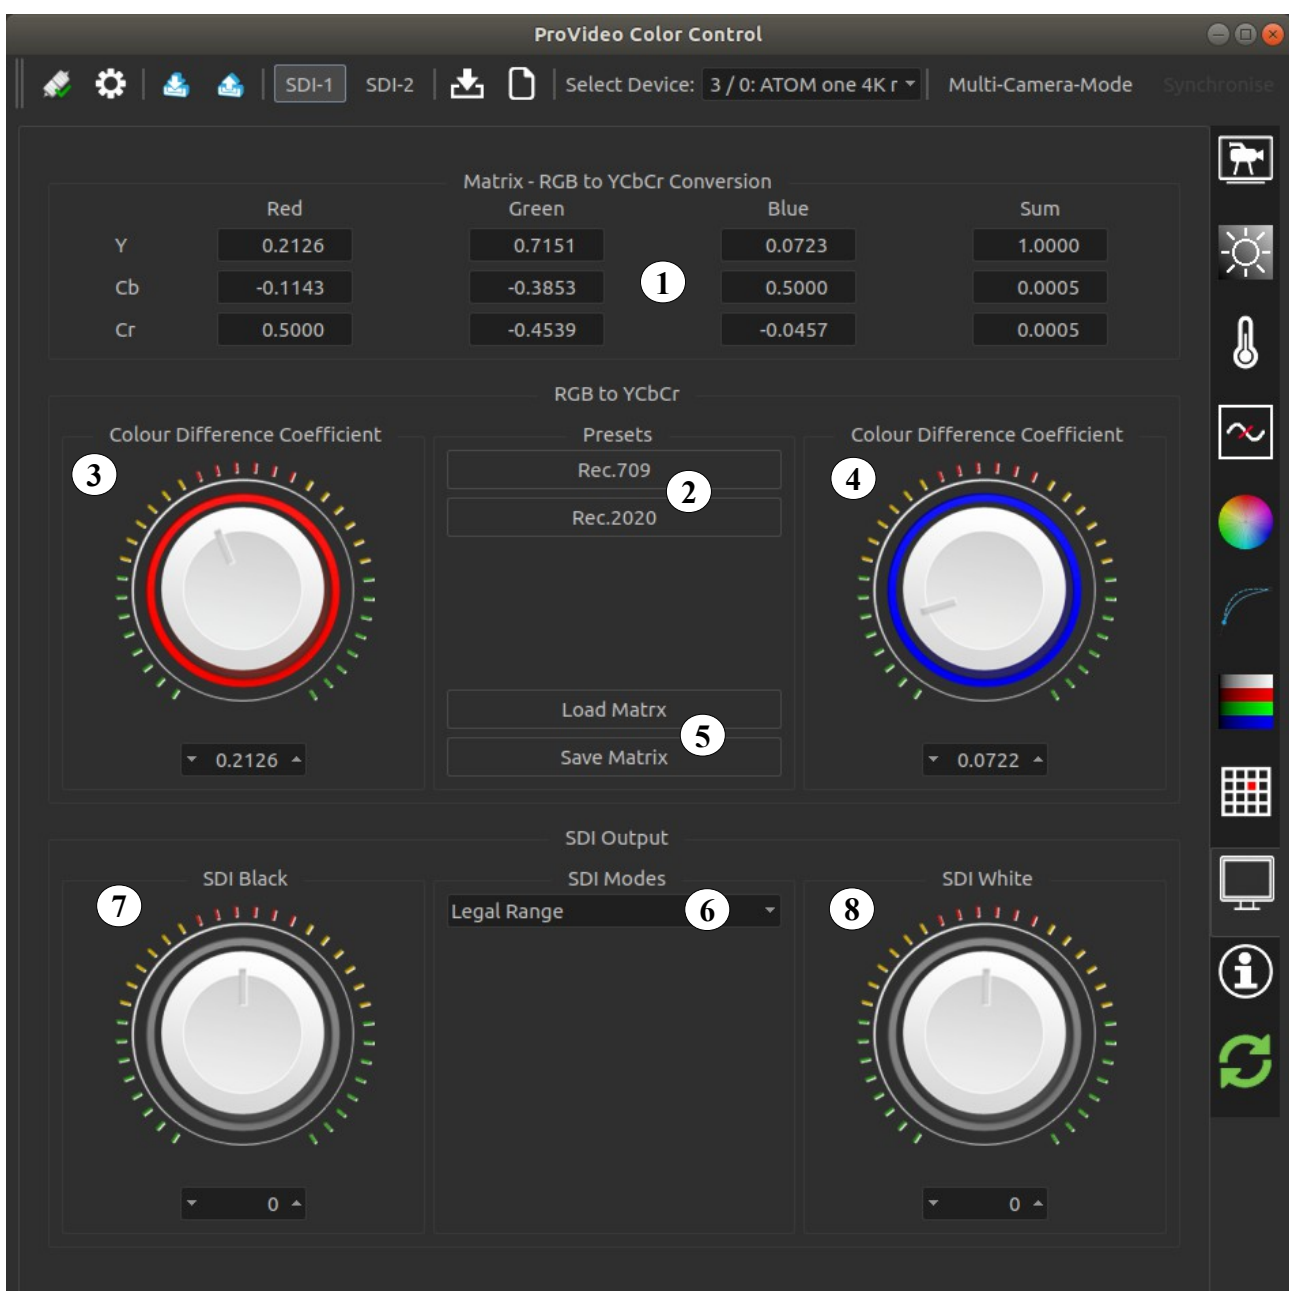 ProVideo Color Control
SDI-1 SDI-2 Select Device: 3 / 0: ATOM one 4K r Multi-Camera-Mode Synchronise
Matrix - RGB to YCbCr Conversion
Red Green Blue Sum
Y 0.2126 0.7151 0.0723 1.0000
1
Cb -0.1143 -0.3853 0.5000 0.0005
Cr 0.5000 -0.4539 -0.0457 0.0005
RGB to YCbCr
Colour Difference Coefficient Presets Colour Difference Coefficient
3 Rec.709 4
2
Rec.2020
Load Matrx
5
0.2126 Save Matrix 0.0722
SDI Output
SDI Black SDI Modes SDI White
7 Legal Range 6 8
0 0